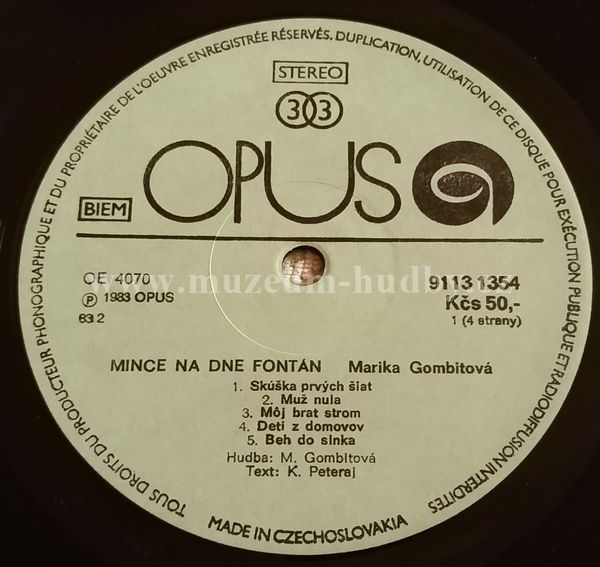 TOUS DROITS DU PRODUCTEUR PHONOGRAPHIQUE ET DU PROPRIÉTAIRE DE L'OEUVRE ENREGISTRÉE RÉSERVÉS. DUPLICATION, UTILISATION DE CE DISQUE POUR EXÉCUTION PUBLIQUE ET RADIODIFFUSION INTERDITES
STEREO
33
OPUS
BIEM
OE 4070
Ⓟ 1983 OPUS
83 2
9113 1354
Kčs 50,-
1 (4 strany)
www.muzeum-hudby
MINCE NA DNE FONTÁN Marika Gombitová
1. Skúška prvých šiat
2. Muž nula
3. Môj brat strom
4. Deti z domovov
5. Beh do slnka
Hudba: M. Gombitová
Text: K. Peteraj
MADE IN CZECHOSLOVAKIA